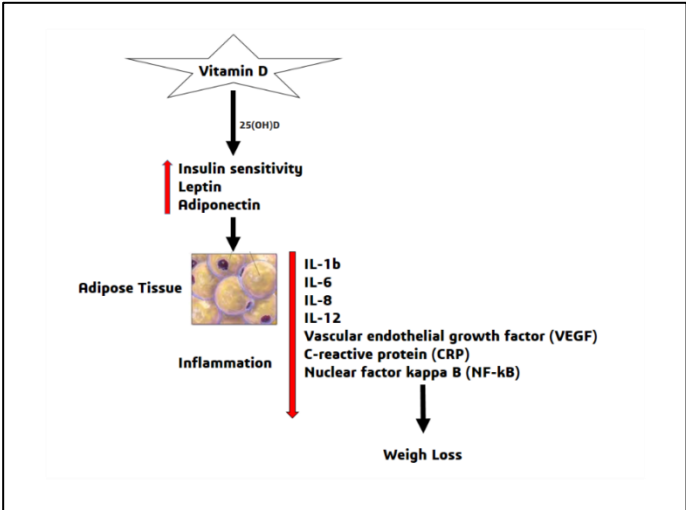 Vitamin D
25(OH)D
Insulin sensitivity
Leptin
Adiponectin
Adipose Tissue
IL-1b
IL-6
IL-8
IL-12
Vascular endothelial growth factor (VEGF)
C-reactive protein (CRP)
Inflammation
Nuclear factor kappa B (NF-kB)
Weigh Loss